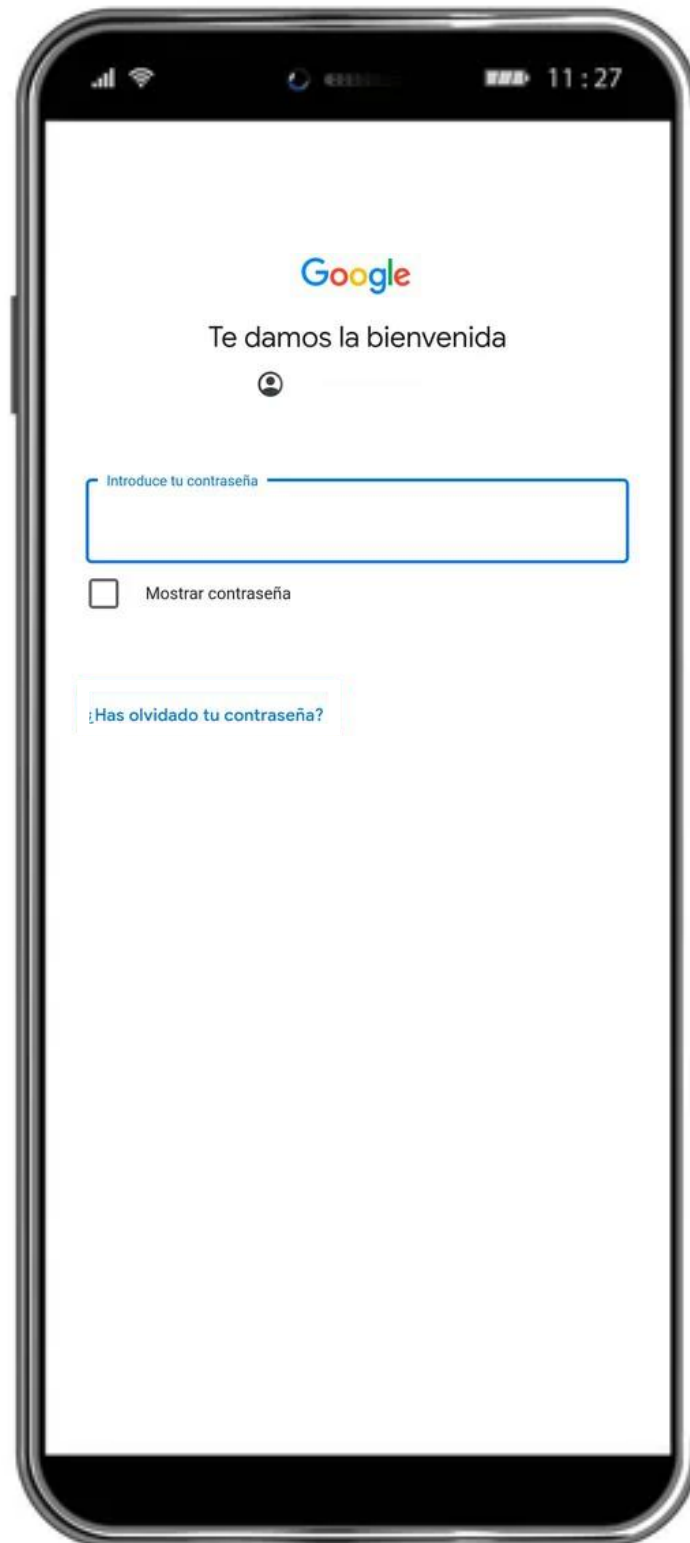 11:27
Google
Te damos la bienvenida
Introduce tu contraseña
Mostrar contraseña
¿Has olvidado tu contraseña?